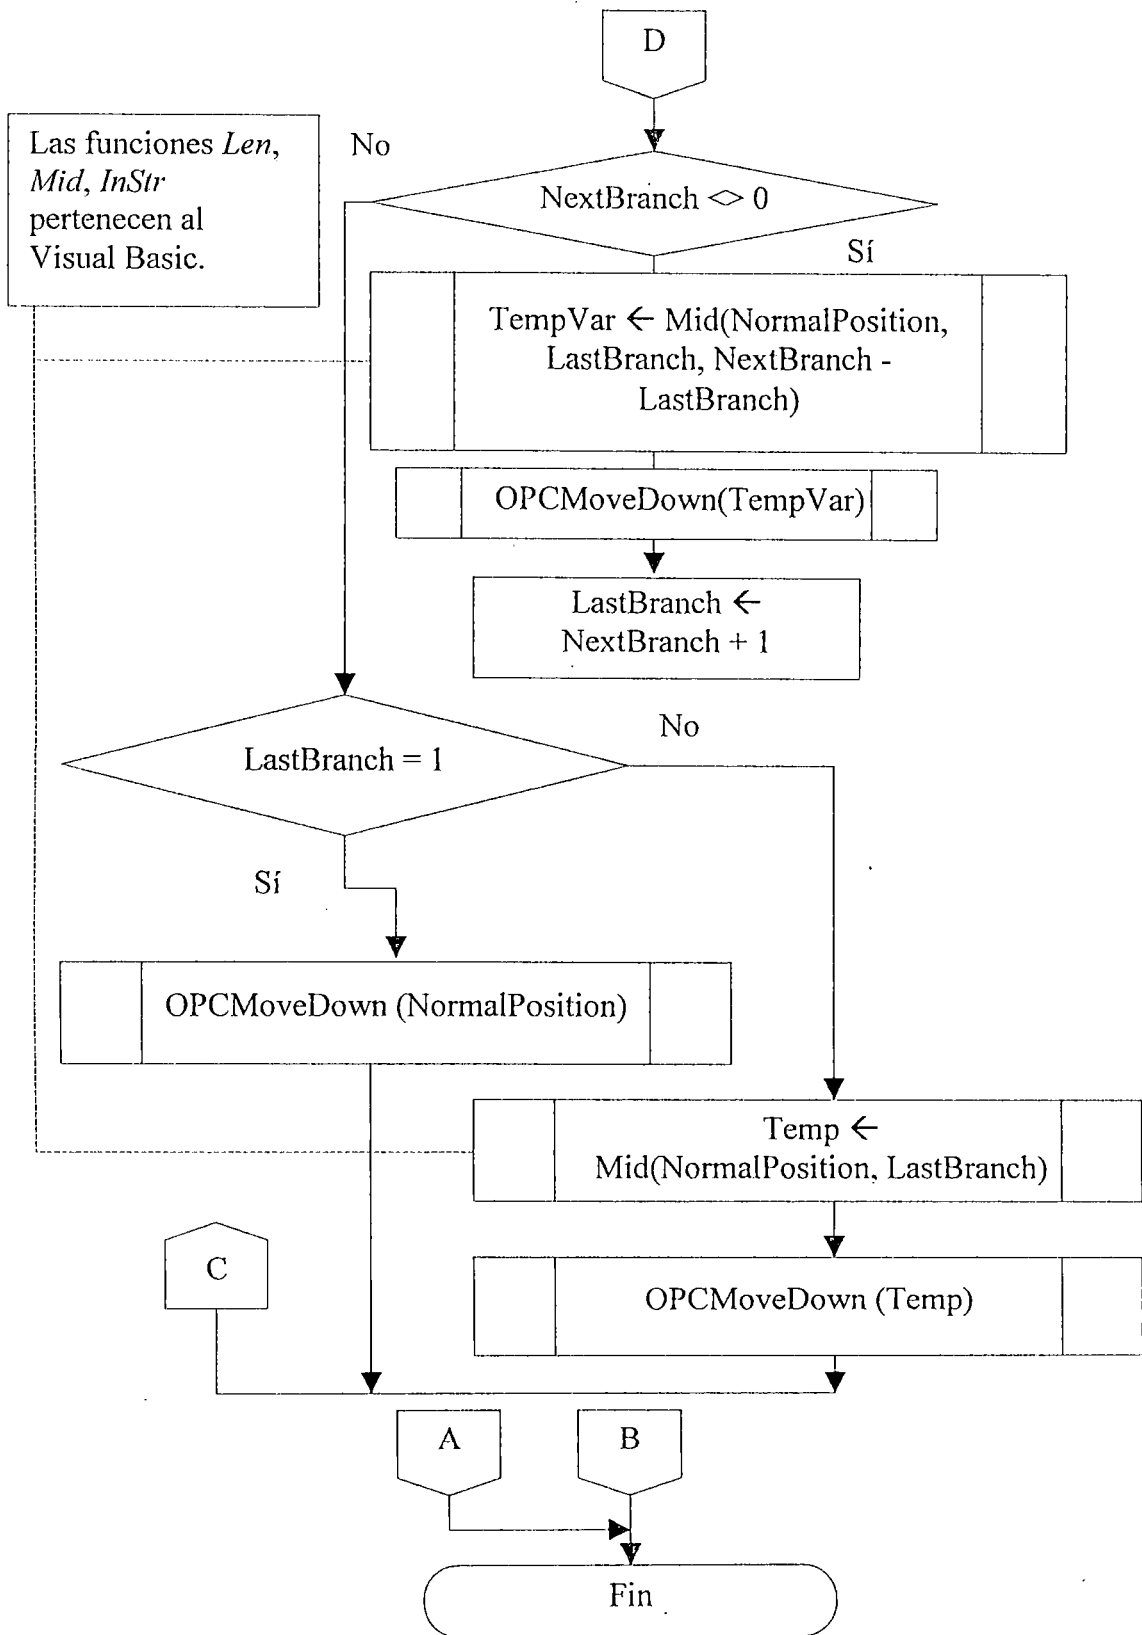 D
Las funciones Len,
Mid, InStr
pertenecen al
Visual Basic.
No
NextBranch <> 0
Sí
TempVar ← Mid(NormalPosition,
LastBranch, NextBranch -
LastBranch)
OPCMoveDown(TempVar)
LastBranch ←
NextBranch + 1
No
LastBranch = 1
Sí
OPCMoveDown (NormalPosition)
Temp ←
Mid(NormalPosition, LastBranch)
C
OPCMoveDown (Temp)
A
B
Fin